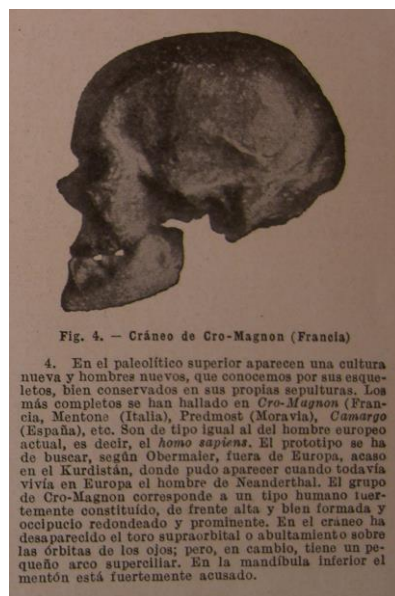 Fig. 4. — Cráneo de Cro-Magnon (Francia)
4. En el paleolítico superior aparecen una cultura
nueva y hombres nuevos, que conocemos por sus esque-
letos, bien conservados en sus propias sepulturas. Los
más completos se han hallado en Cro-Magnon (Fran-
cia, Mentone (Italia), Predmost (Moravia), Camargo
(España), etc. Son de tipo igual al del hombre europeo
actual, es decir, el homo sapiens. El prototipo se ha
de buscar, según Obermaier, fuera de Europa, acaso
en el Kurdistán, donde pudo aparecer cuando todavía
vivía en Europa el hombre de Neanderthal. El grupo
de Cro-Magnon corresponde a un tipo humano fuer-
temente constituído, de frente alta y bien formada y
occipucio redondeado y prominente. En el craneo ha
desaparecido el toro supraorbital o abultamiento sobre
las órbitas de los ojos; pero, en cambio, tiene un pe-
queño arco superciliar. En la mandíbula inferior el
mentón está fuertemente acusado.